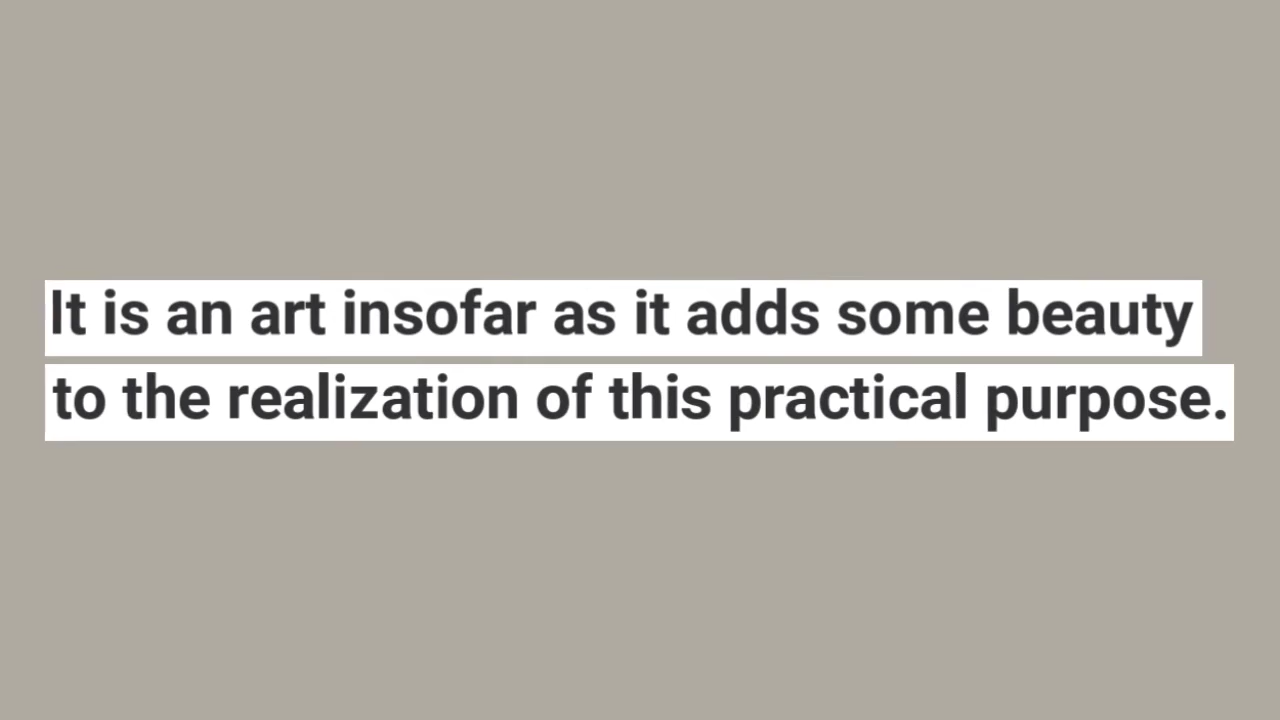 It is an art insofar as it adds some beauty
to the realization of this practical purpose.